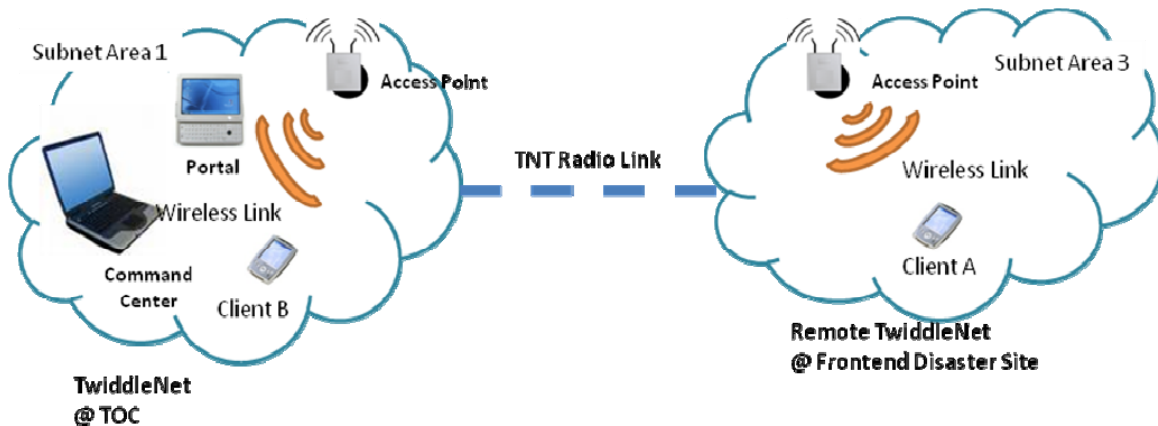 Subnet Area 1
Access Point
Portal
Wireless Link
Command
Center
Client B
TwiddleNet
@ TOC
TNT Radio Link
Subnet Area 3
Access Point
Wireless Link
Client A
Remote TwiddleNet
@ Frontend Disaster Site